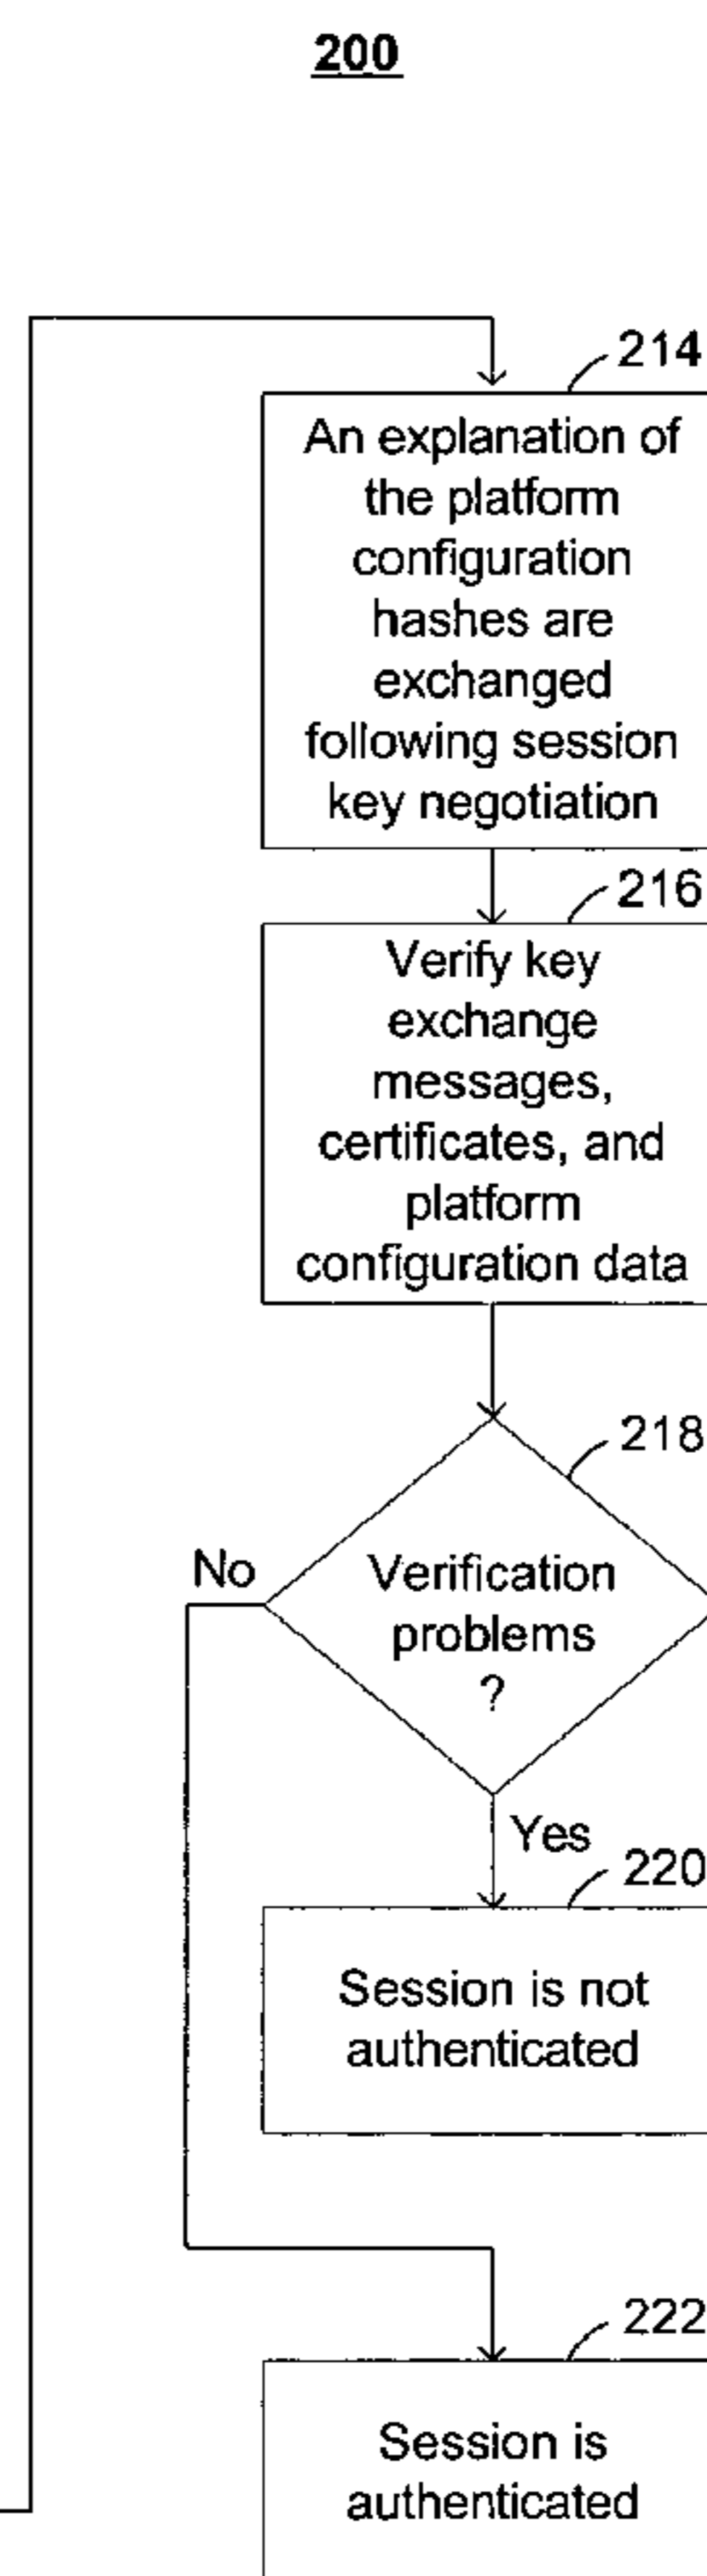 200
214
An explanation of
the platform
configuration
hashes are
exchanged
following session
key negotiation
216
Verify key
exchange
messages,
certificates, and
platform
configuration data
218
No
Verification
problems
?
Yes
220
Session is not
authenticated
222
Session is
authenticated